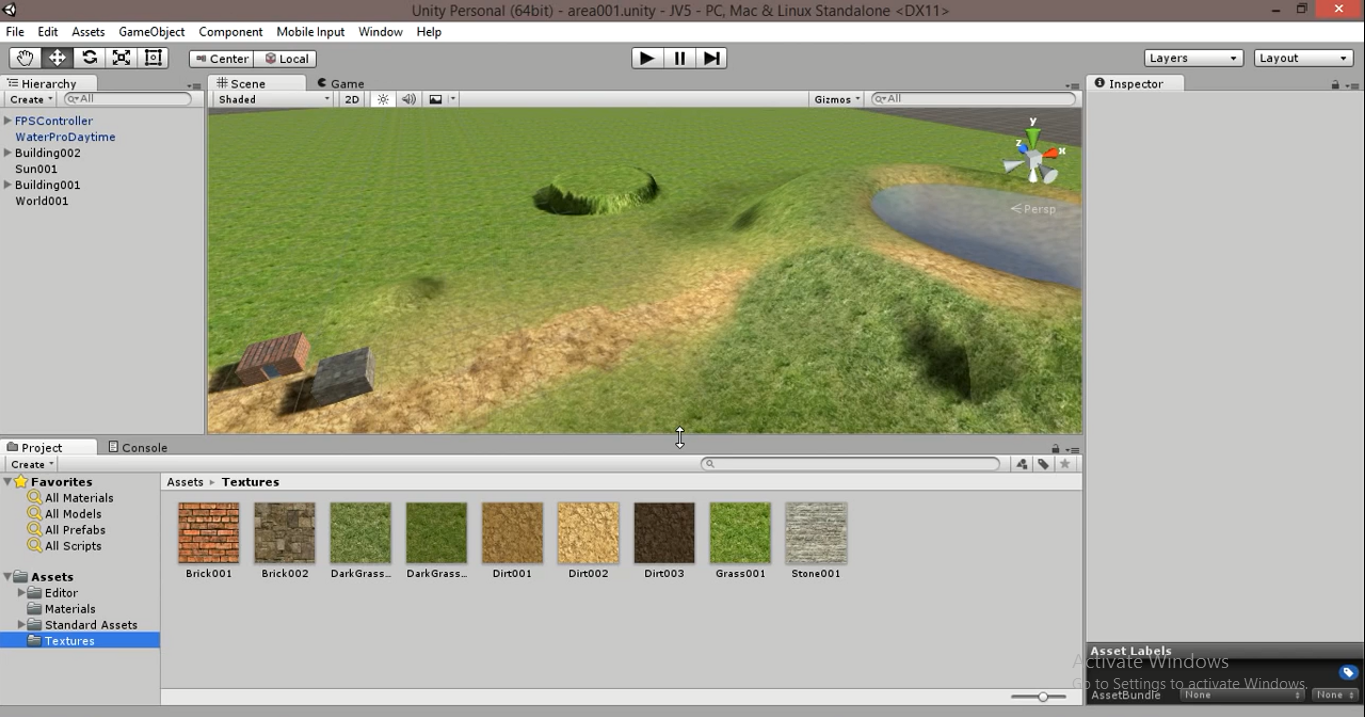 Unity Personal (64bit) - area001.unity - JV5 - PC, Mac & Linux Standalone <DX11>
File Edit Assets GameObject Component Mobile Input Window Help
Center Local Layers Layout
Hierarchy
Create All
FPSController
WaterProDaytime
Building002
Sun001
Building001
World001
Scene Game
Shaded 2D Gizmos All
y
z x
Persp
Inspector
Project Console
Create
Favorites
All Materials
All Models
All Prefabs
All Scripts
Assets
Editor
Materials
Standard Assets
Textures
Assets Textures
Brick001 Brick002 DarkGrass... DarkGrass... Dirt001 Dirt002 Dirt003 Grass001 Stone001
Asset Labels
Activate Windows
Go to Settings to activate Windows.
AssetBundle None None